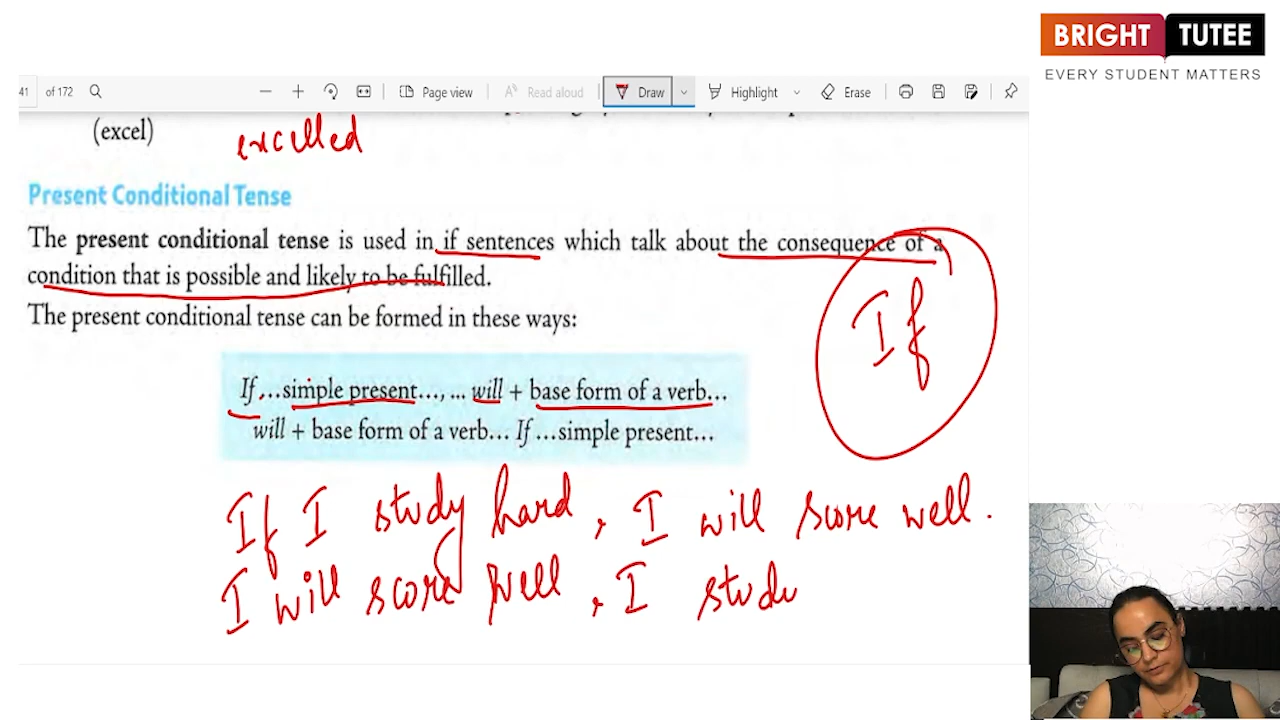 BRIGHT TUTEE
EVERY STUDENT MATTERS
41 of 172 Page view Read aloud Draw Highlight Erase
(excel) excelled
Present Conditional Tense
The present conditional tense is used in if sentences which talk about the consequence of a
condition that is possible and likely to be fulfilled.
If
The present conditional tense can be formed in these ways:
If ...simple present..., ... will + base form of a verb...
will + base form of a verb... If ...simple present...
If I study hard, I will score well.
I will score well, I stud